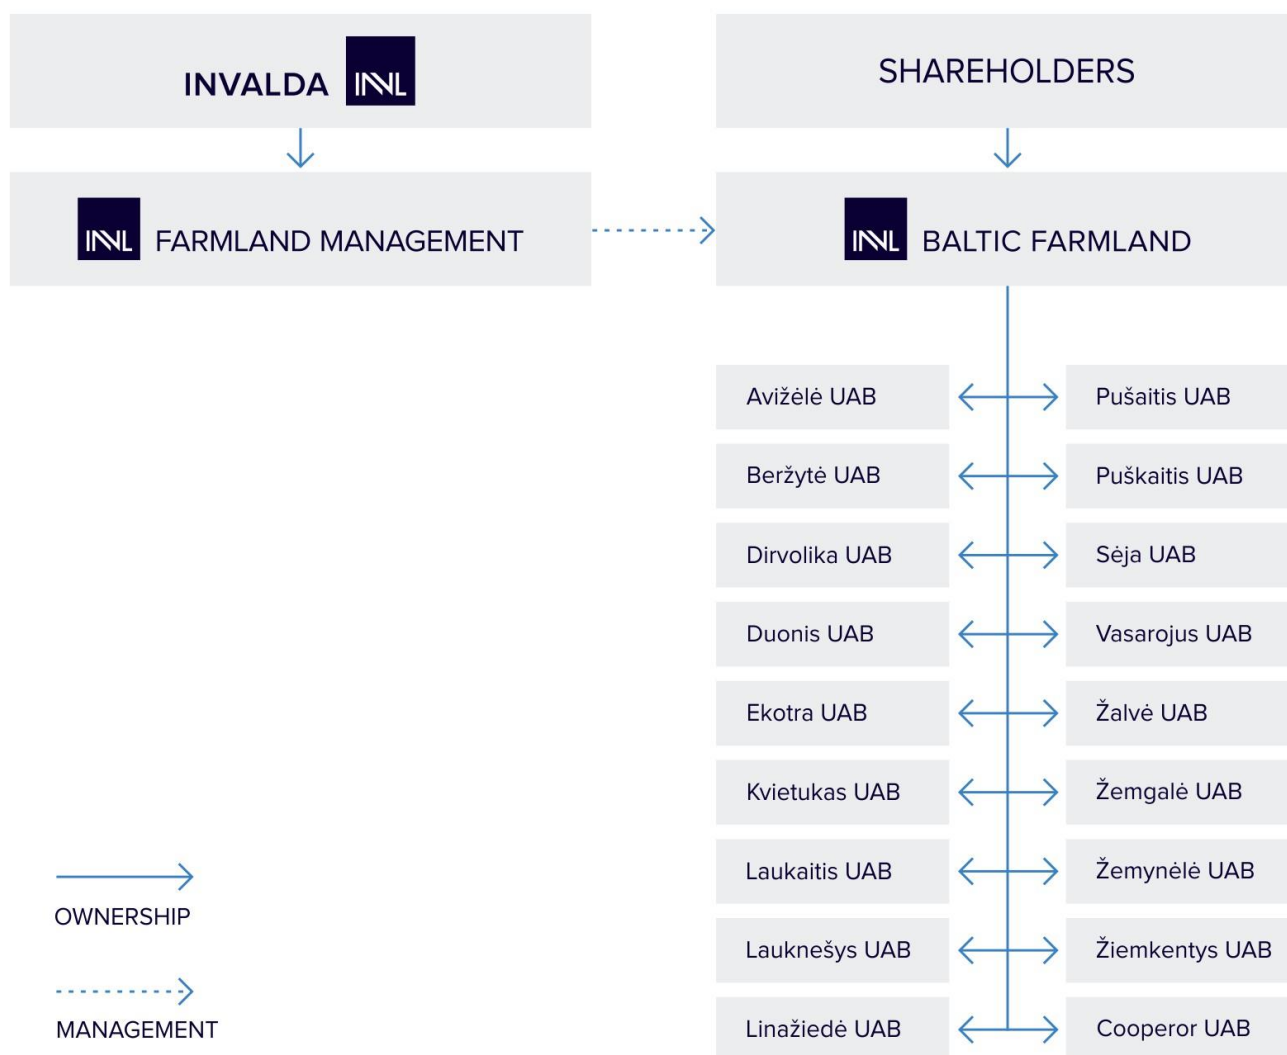 INVALDA INVL
SHAREHOLDERS
INVL FARMLAND MANAGEMENT
INVL BALTIC FARMLAND
Avižėlė UAB
Pušaitis UAB
Beržytė UAB
Puškaitis UAB
Dirvolika UAB
Sėja UAB
Duonis UAB
Vasarojus UAB
Ekotra UAB
Žalvė UAB
Kvietukas UAB
Žemgalė UAB
Laukaitis UAB
Žemynėlė UAB
Lauknešys UAB
Žiemkentys UAB
Linažiedė UAB
Cooperor UAB
OWNERSHIP
MANAGEMENT